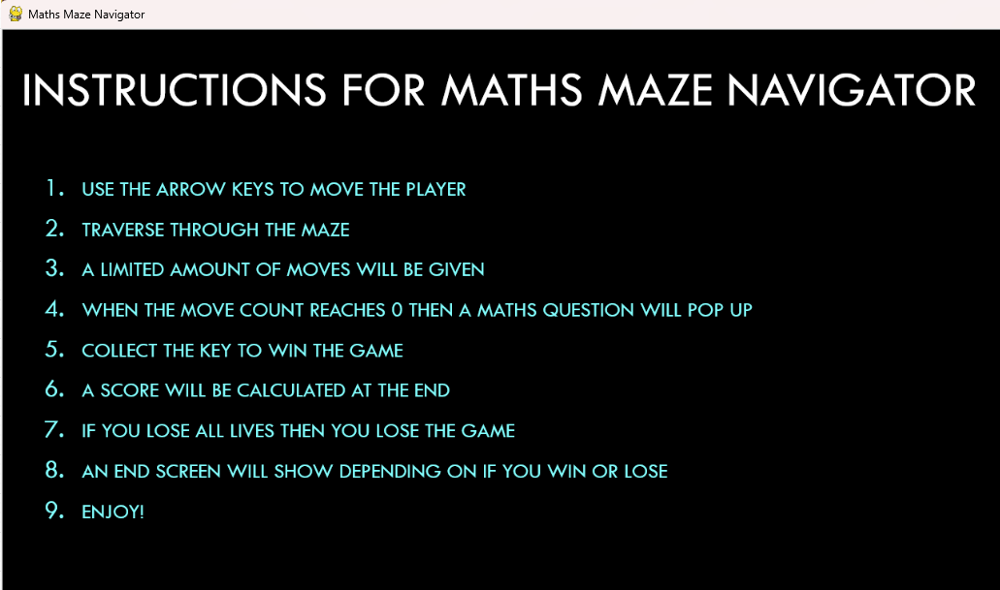 Maths Maze Navigator
INSTRUCTIONS FOR MATHS MAZE NAVIGATOR
1. USE THE ARROW KEYS TO MOVE THE PLAYER
2. TRAVERSE THROUGH THE MAZE
3. A LIMITED AMOUNT OF MOVES WILL BE GIVEN
4. WHEN THE MOVE COUNT REACHES 0 THEN A MATHS QUESTION WILL POP UP
5. COLLECT THE KEY TO WIN THE GAME
6. A SCORE WILL BE CALCULATED AT THE END
7. IF YOU LOSE ALL LIVES THEN YOU LOSE THE GAME
8. AN END SCREEN WILL SHOW DEPENDING ON IF YOU WIN OR LOSE
9. ENJOY!